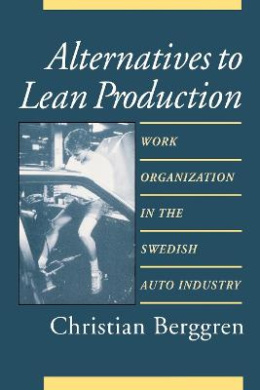 Alternatives to
Lean Production
WORK
ORGANIZATION
IN THE
SWEDISH
AUTO INDUSTRY
Christian Berggren